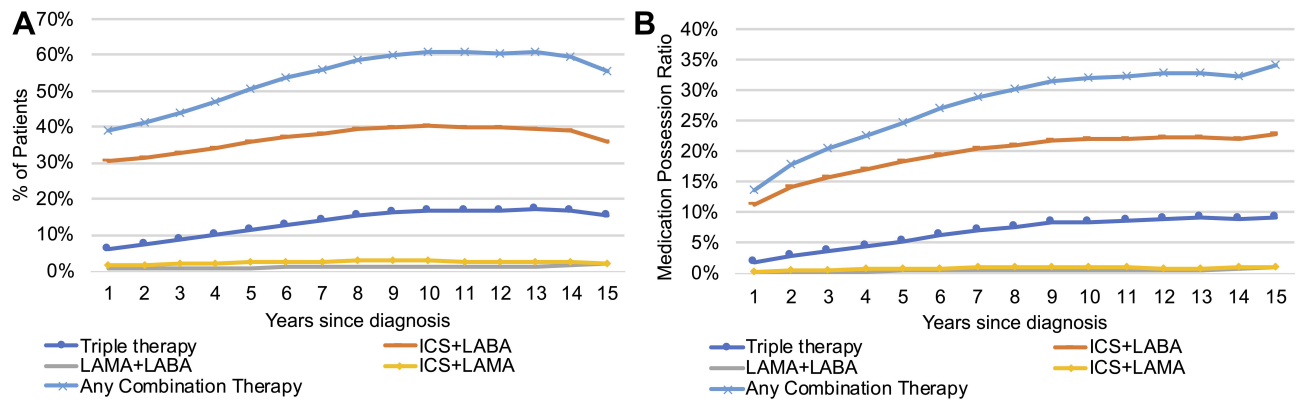 A
% of Patients
70%
60%
50%
40%
30%
20%
10%
0%
1 2 3 4 5 6 7 8 9 10 11 12 13 14 15
Years since diagnosis
Triple therapy
ICS+LABA
LAMA+LABA
ICS+LAMA
Any Combination Therapy
B
Medication Possession Ratio
40%
35%
30%
25%
20%
15%
10%
5%
0%
1 2 3 4 5 6 7 8 9 10 11 12 13 14 15
Years since diagnosis
Triple therapy
ICS+LABA
LAMA+LABA
ICS+LAMA
Any Combination Therapy